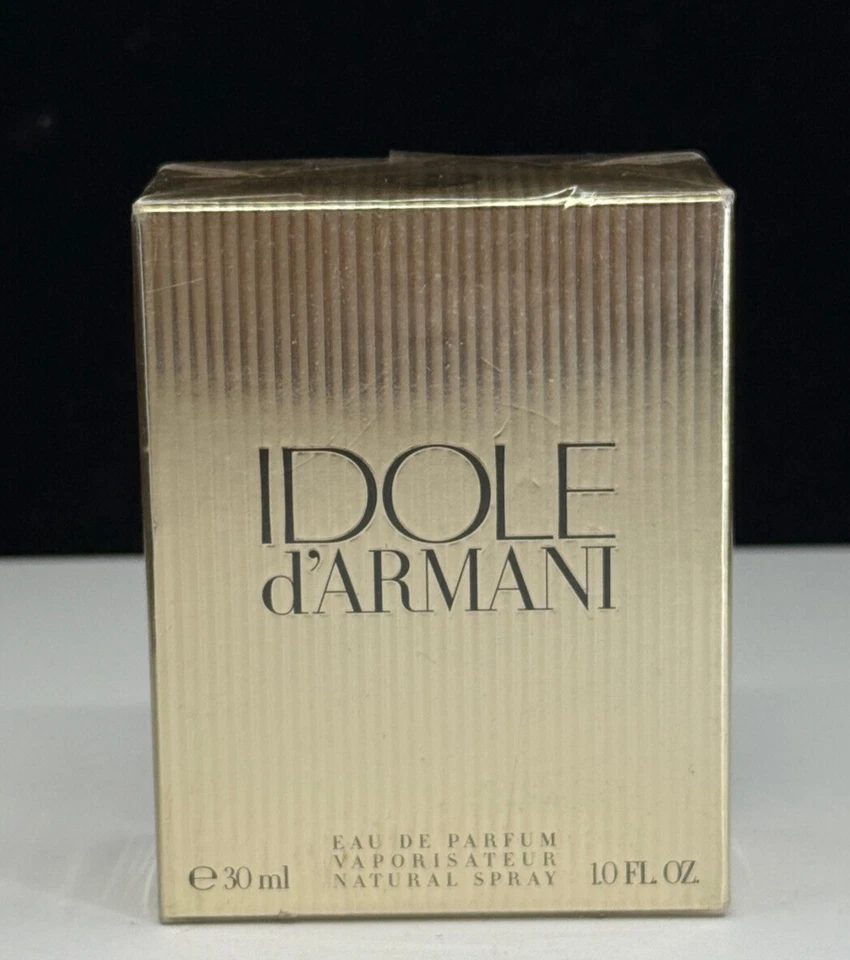 IDOLE
d'ARMANI
EAU DE PARFUM
VAPORISATEUR
NATURAL SPRAY
℮ 30 ml
1.0 FL. OZ.